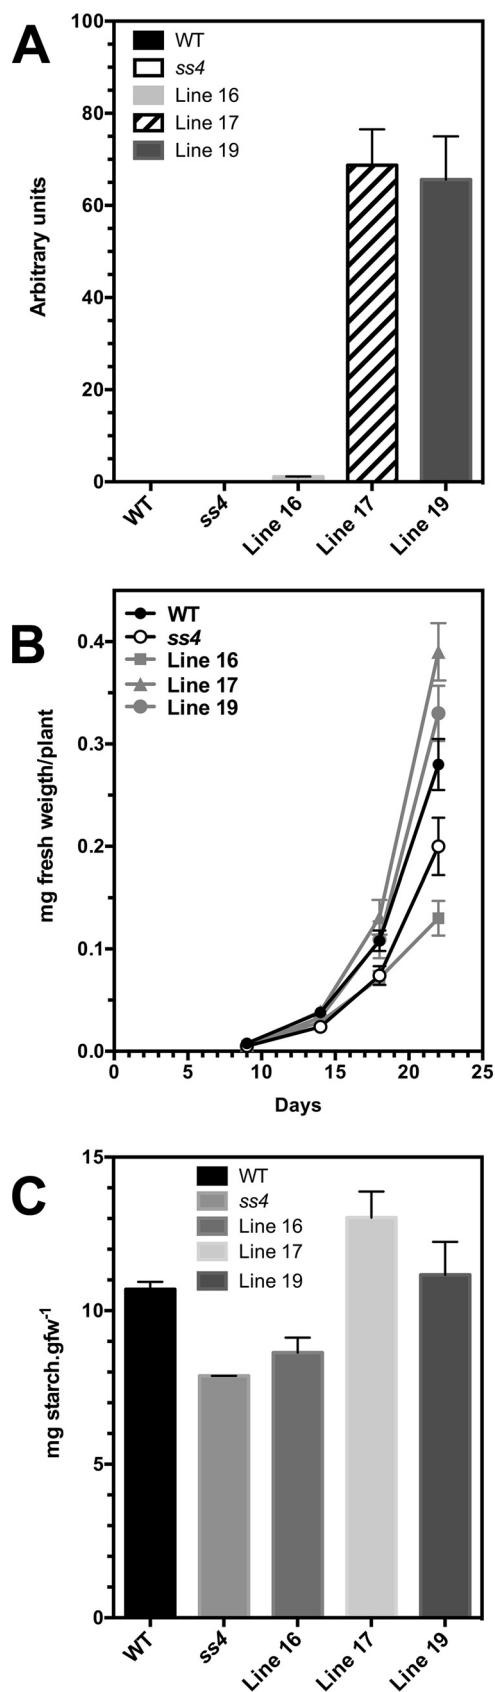 A
100
80
60
40
20
0
Arbitrary units
WT
ss4
Line 16
Line 17
Line 19
WT
ss4
Line 16
Line 17
Line 19
B
0.4
0.3
0.2
0.1
0.0
mg fresh weigth/plant
WT
ss4
Line 16
Line 17
Line 19
0 5 10 15 20 25
Days
C
15
10
5
0
mg starch.gfw-1
WT
ss4
Line 16
Line 17
Line 19
WT
ss4
Line 16
Line 17
Line 19